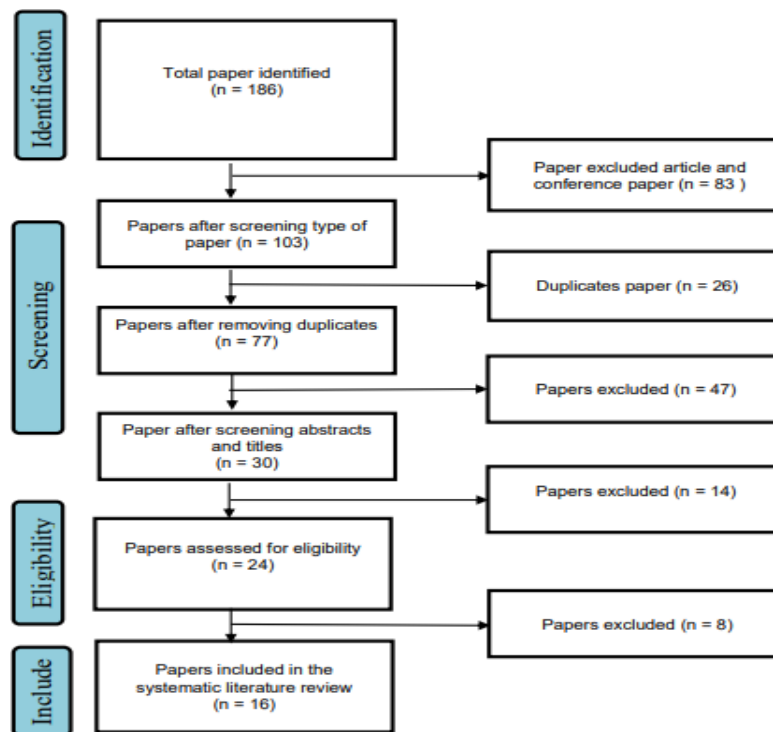 Identification
Total paper identified
(n = 186)
Paper excluded article and
conference paper (n = 83 )
Screening
Papers after screening type of
paper (n = 103)
Duplicates paper (n = 26)
Papers after removing duplicates
(n = 77)
Papers excluded (n = 47)
Paper after screening abstracts
and titles
(n = 30)
Papers excluded (n = 14)
Eligibility
Papers assessed for eligibility
(n = 24)
Papers excluded (n = 8)
Include
Papers included in the
systematic literature review
(n = 16)